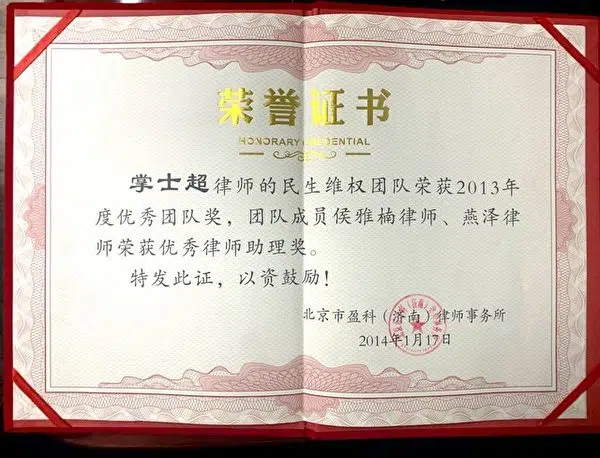 荣誉证书
HONORARY CREDENTIAL
学士超律师的民生维权团队荣获2013年
度优秀团队奖，团队成员侯雅楠律师、燕泽律
师荣获优秀律师助理奖。
特发此证，以资鼓励！
北京市盈科（济南）律师事务所
2014年1月17日